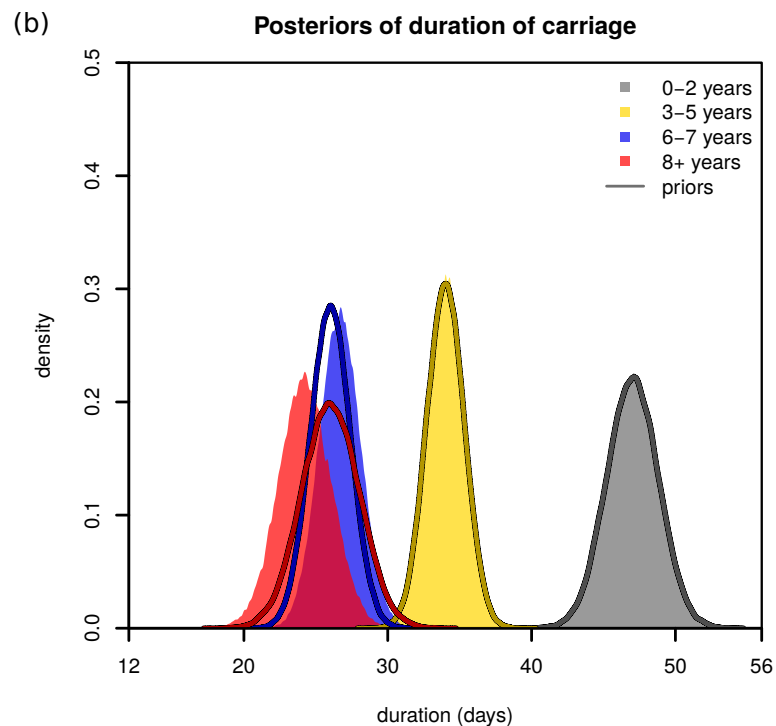 (b)
Posteriors of duration of carriage
0−2 years
3−5 years
6−7 years
8+ years
priors
density
0.5
0.4
0.3
0.2
0.1
0.0
12 20 30 40 50 56
duration (days)